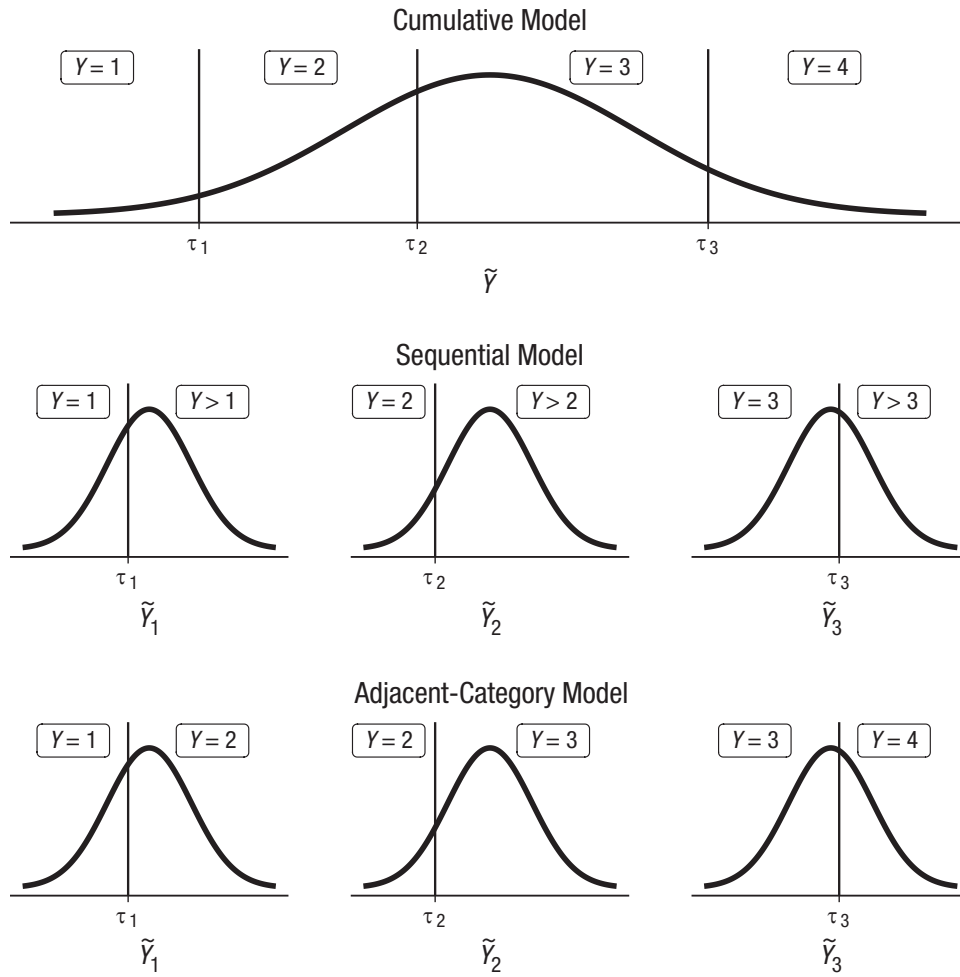 Cumulative Model
Y = 1 Y = 2 Y = 3 Y = 4
τ1 τ2 τ3
Ỹ
Sequential Model
Y = 1 Y > 1 Y = 2 Y > 2 Y = 3 Y > 3
τ1 τ2 τ3
Ỹ1 Ỹ2 Ỹ3
Adjacent-Category Model
Y = 1 Y = 2 Y = 2 Y = 3 Y = 3 Y = 4
τ1 τ2 τ3
Ỹ1 Ỹ2 Ỹ3